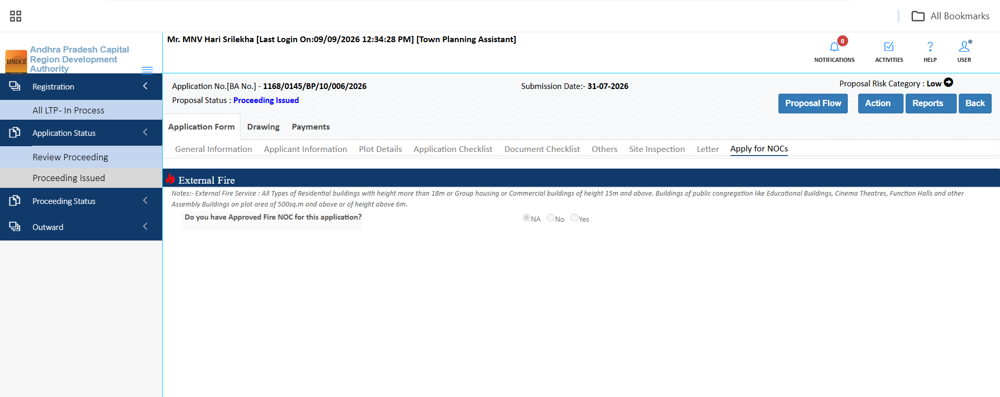 All Bookmarks
Mr. MNV Hari Srilekha [Last Login On:09/09/2026 12:34:28 PM] [Town Planning Assistant]
BIMDCR
Andhra Pradesh Capital
Region Development
Authority
0
NOTIFICATIONS
ACTIVITIES
HELP
USER
Registration
All LTP- In Process
Application Status
Review Proceeding
Proceeding Issued
Proceeding Status
Outward
Application No.[BA No.] - 1168/0145/BP/10/006/2026
Submission Date:- 31-07-2026
Proposal Risk Category : Low
Proposal Status : Proceeding Issued
Proposal Flow
Action
Reports
Back
Application Form
Drawing
Payments
General Information
Applicant Information
Plot Details
Application Checklist
Document Checklist
Others
Site Inspection
Letter
Apply for NOCs
External Fire
Notes:- External Fire Service : All Types of Residential buildings with height more than 18m or Group housing or Commercial buildings of height 15m and above. Buildings of public congregation like Educational Buildings, Cinema Theatres, Function Halls and other
Assembly Buildings on plot area of 500sq.m and above or of height above 6m.
Do you have Approved Fire NOC for this application?
NA No Yes